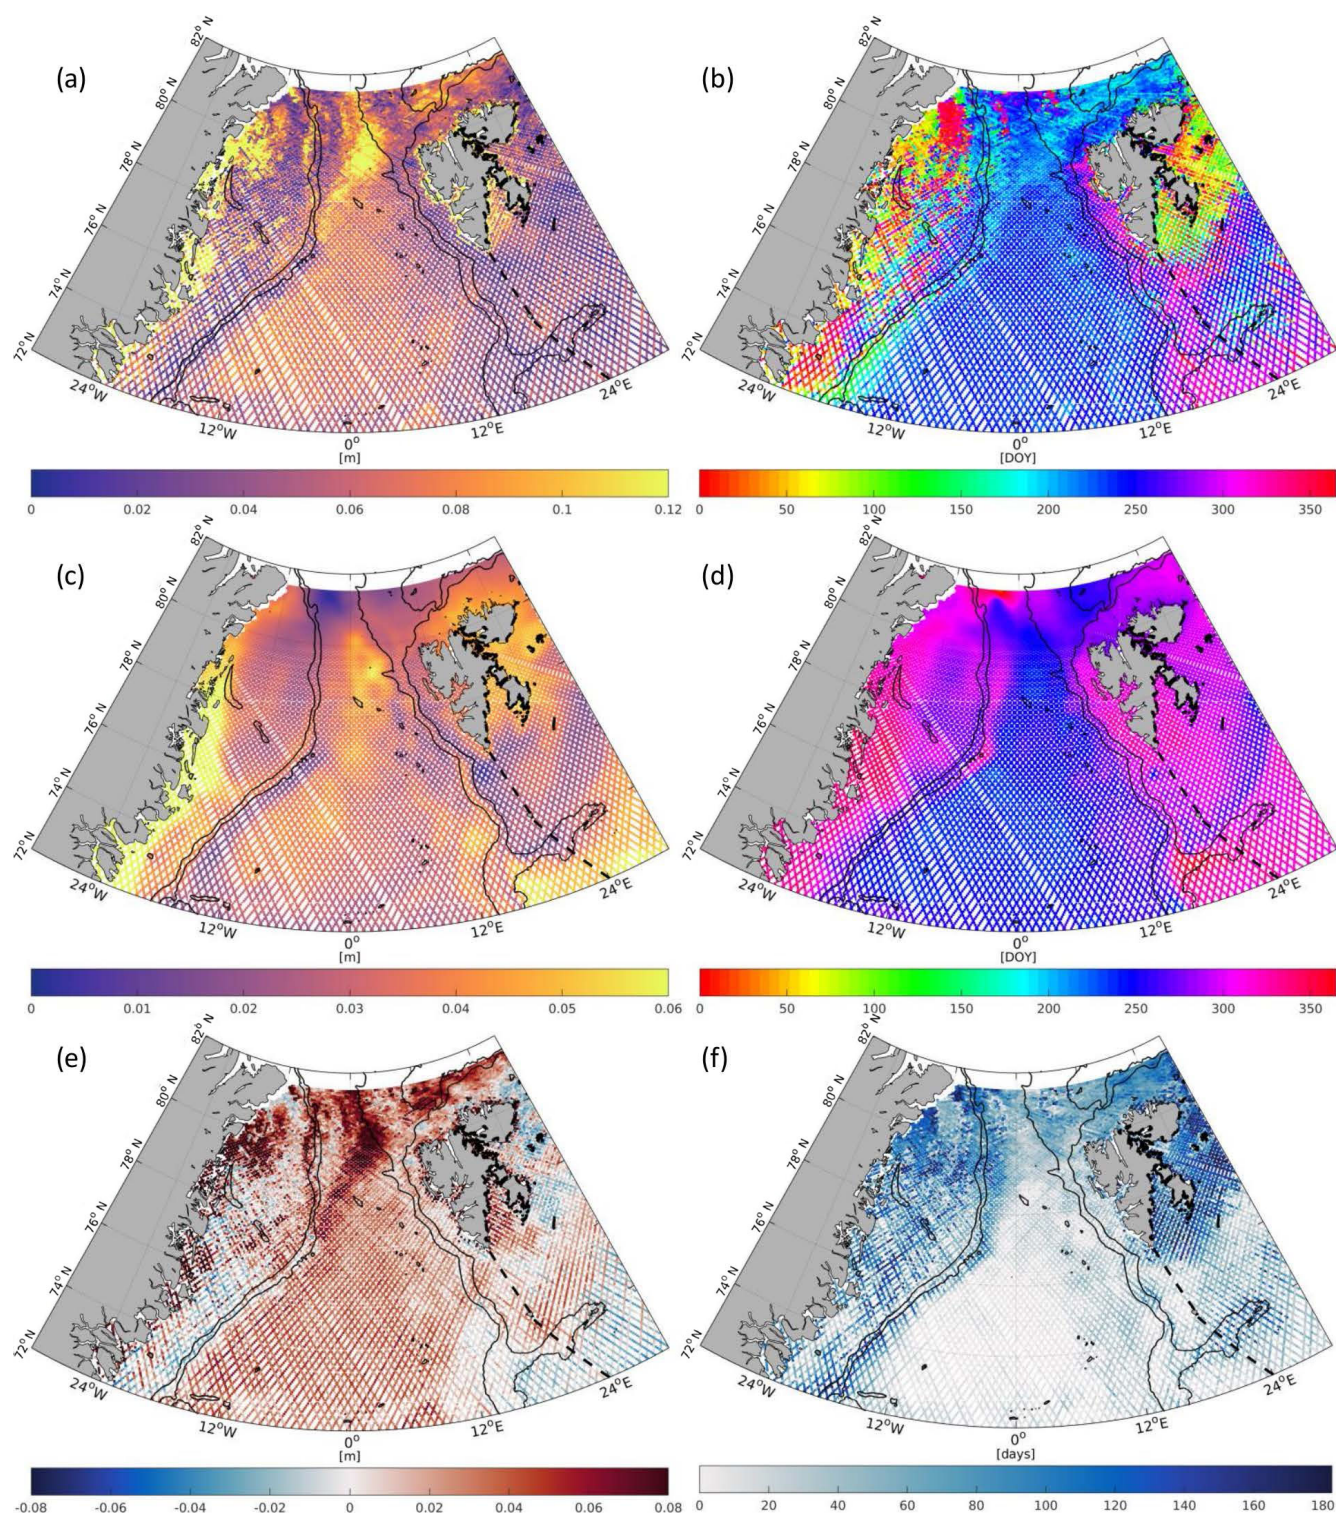 (a)
82° N
80° N
78° N
76° N
74° N
72° N
24°W
12°W
0°
12°E
24°E
[m]
0 0.02 0.04 0.06 0.08 0.1 0.12
(b)
82° N
80° N
78° N
76° N
74° N
72° N
24°W
12°W
0°
12°E
24°E
[DOY]
0 50 100 150 200 250 300 350
(c)
82° N
80° N
78° N
76° N
74° N
72° N
24°W
12°W
0°
12°E
24°E
[m]
0 0.01 0.02 0.03 0.04 0.05 0.06
(d)
82° N
80° N
78° N
76° N
74° N
72° N
24°W
12°W
0°
12°E
24°E
[DOY]
0 50 100 150 200 250 300 350
(e)
82° N
80° N
78° N
76° N
74° N
72° N
24°W
12°W
0°
12°E
24°E
[m]
-0.08 -0.06 -0.04 -0.02 0 0.02 0.04 0.06 0.08
(f)
82° N
80° N
78° N
76° N
74° N
72° N
24°W
12°W
0°
12°E
24°E
[days]
0 20 40 60 80 100 120 140 160 180